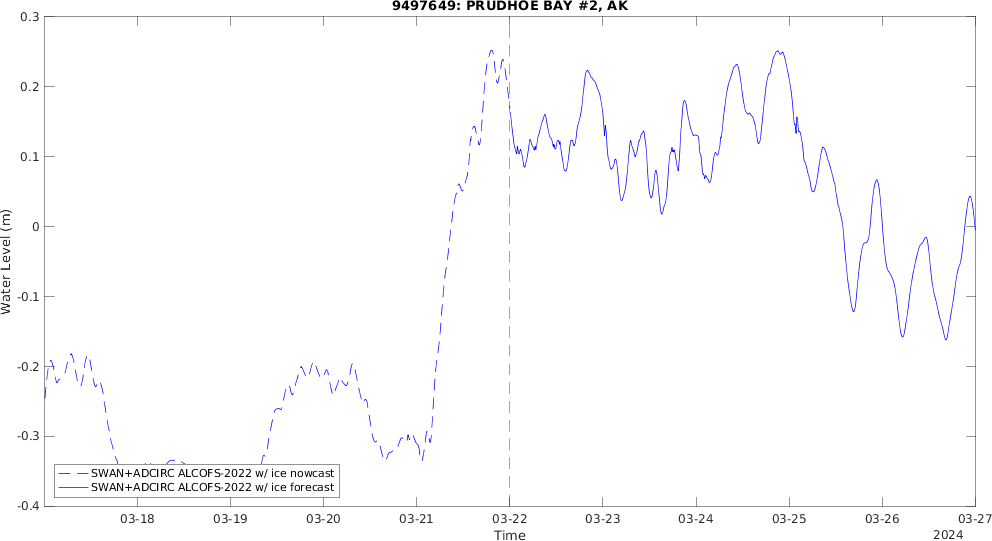 9497649: PRUDHOE BAY #2, AK
0.3
0.2
0.1
0
-0.1
-0.2
-0.3
-0.4
Water Level (m)
SWAN+ADCIRC ALCOFS-2022 w/ ice nowcast
SWAN+ADCIRC ALCOFS-2022 w/ ice forecast
03-18 03-19 03-20 03-21 03-22 03-23 03-24 03-25 03-26 03-27
Time
2024